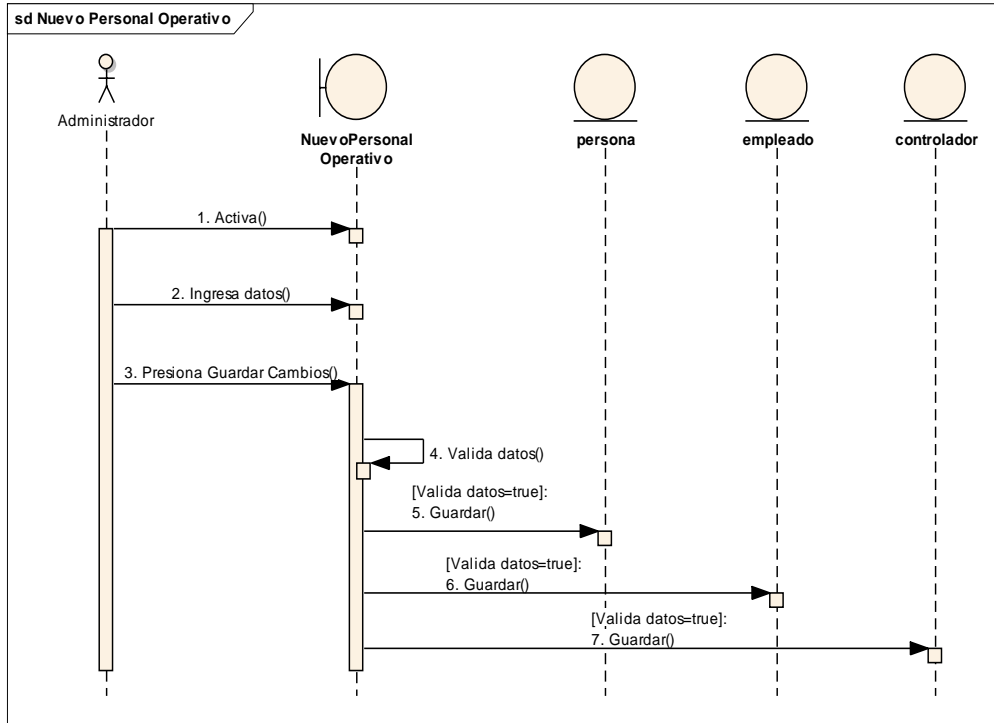 sd Nuevo Personal Operativo
Administrador
NuevoPersonal
Operativo
persona
empleado
controlador
1. Activa()
2. Ingresa datos()
3. Presiona Guardar Cambios()
4. Valida datos()
[Valida datos=true]:
5. Guardar()
[Valida datos=true]:
6. Guardar()
[Valida datos=true]:
7. Guardar()